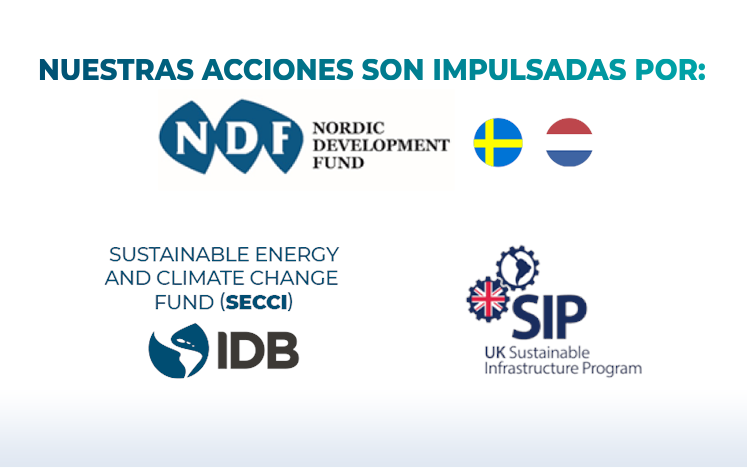 NUESTRAS ACCIONES SON IMPULSADAS POR:
NDF
NORDIC
DEVELOPMENT
FUND
SUSTAINABLE ENERGY
AND CLIMATE CHANGE
FUND (SECCI)
IDB
SIP
UK Sustainable
Infrastructure Program